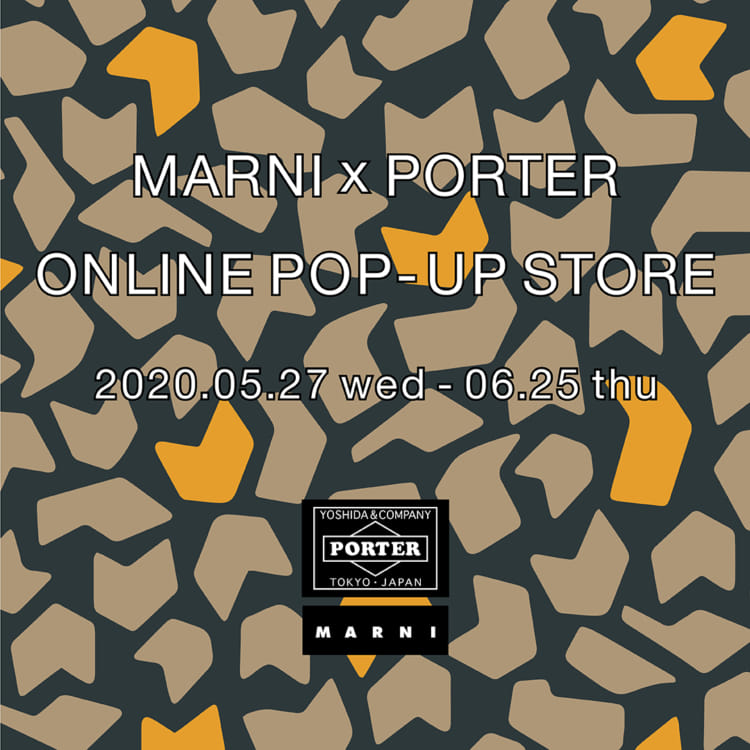 MARNI x PORTER
ONLINE POP-UP STORE
2020.05.27 wed - 06.25 thu
YOSHIDA & COMPANY
PORTER
TOKYO · JAPAN
MARNI